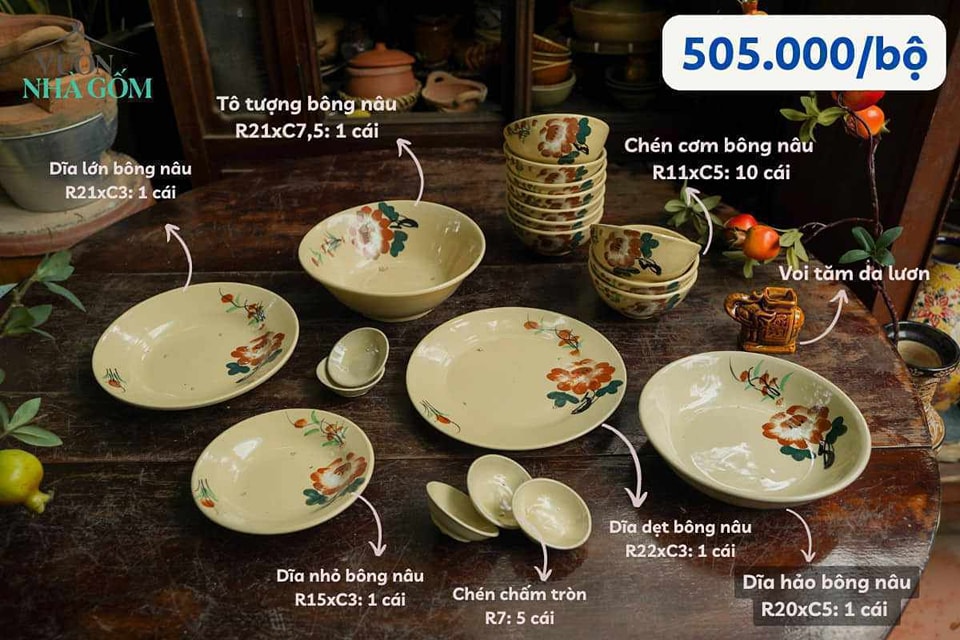 NHÀ GỐM
505.000/bộ
Tô tượng bông nâu
R21xC7,5: 1 cái
Chén cơm bông nâu
R11xC5: 10 cái
Dĩa lớn bông nâu
R21xC3: 1 cái
Voi tăm da lươn
Dĩa dẹt bông nâu
R22xC3: 1 cái
Dĩa nhỏ bông nâu
R15xC3: 1 cái
Chén chấm tròn
R7: 5 cái
Dĩa hảo bông nâu
R20xC5: 1 cái